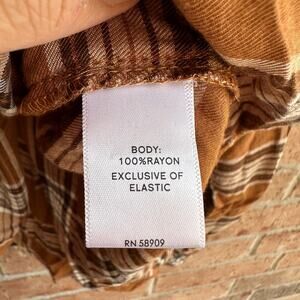 BODY:
100%RAYON
EXCLUSIVE OF
ELASTIC
RN 58909